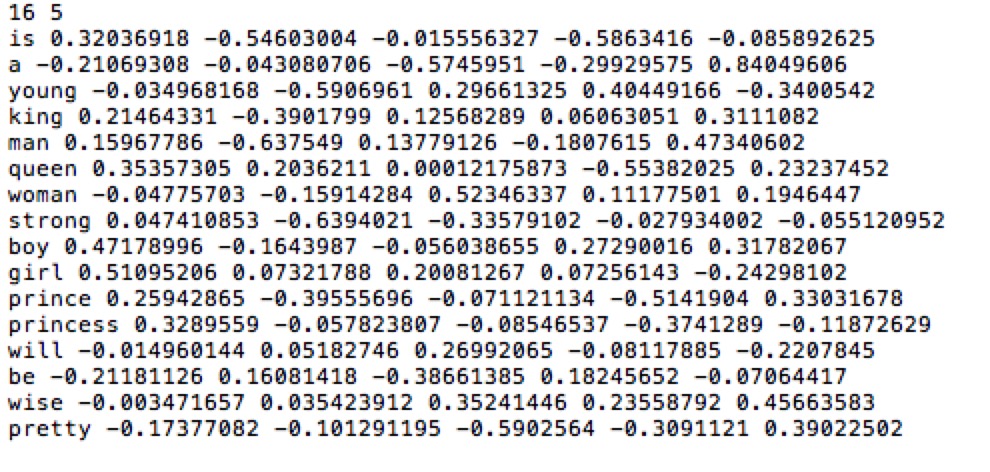 16 5
is 0.32036918 -0.54603004 -0.015556327 -0.5863416 -0.085892625
a -0.21069308 -0.043080706 -0.5745951 -0.29929575 0.84049606
young -0.034968168 -0.5906961 0.29661325 0.40449166 -0.3400542
king 0.21464331 -0.3901799 0.12568289 0.06063051 0.3111082
man 0.15967786 -0.637549 0.13779126 -0.1807615 0.47340602
queen 0.35357305 0.2036211 0.00012175873 -0.55382025 0.23237452
woman -0.04775703 -0.15914284 0.52346337 0.11177501 0.1946447
strong 0.047410853 -0.6394021 -0.33579102 -0.027934002 -0.055120952
boy 0.47178996 -0.1643987 -0.056038655 0.27290016 0.31782067
girl 0.51095206 0.07321788 0.20081267 0.07256143 -0.24298102
prince 0.25942865 -0.39555696 -0.071121134 -0.5141904 0.33031678
princess 0.3289559 -0.057823807 -0.08546537 -0.3741289 -0.11872629
will -0.014960144 0.05182746 0.26992065 -0.08117885 -0.2207845
be -0.21181126 0.16081418 -0.38661385 0.18245652 -0.07064417
wise -0.003471657 0.035423912 0.35241446 0.23558792 0.45663583
pretty -0.17377082 -0.101291195 -0.5902564 -0.3091121 0.39022502